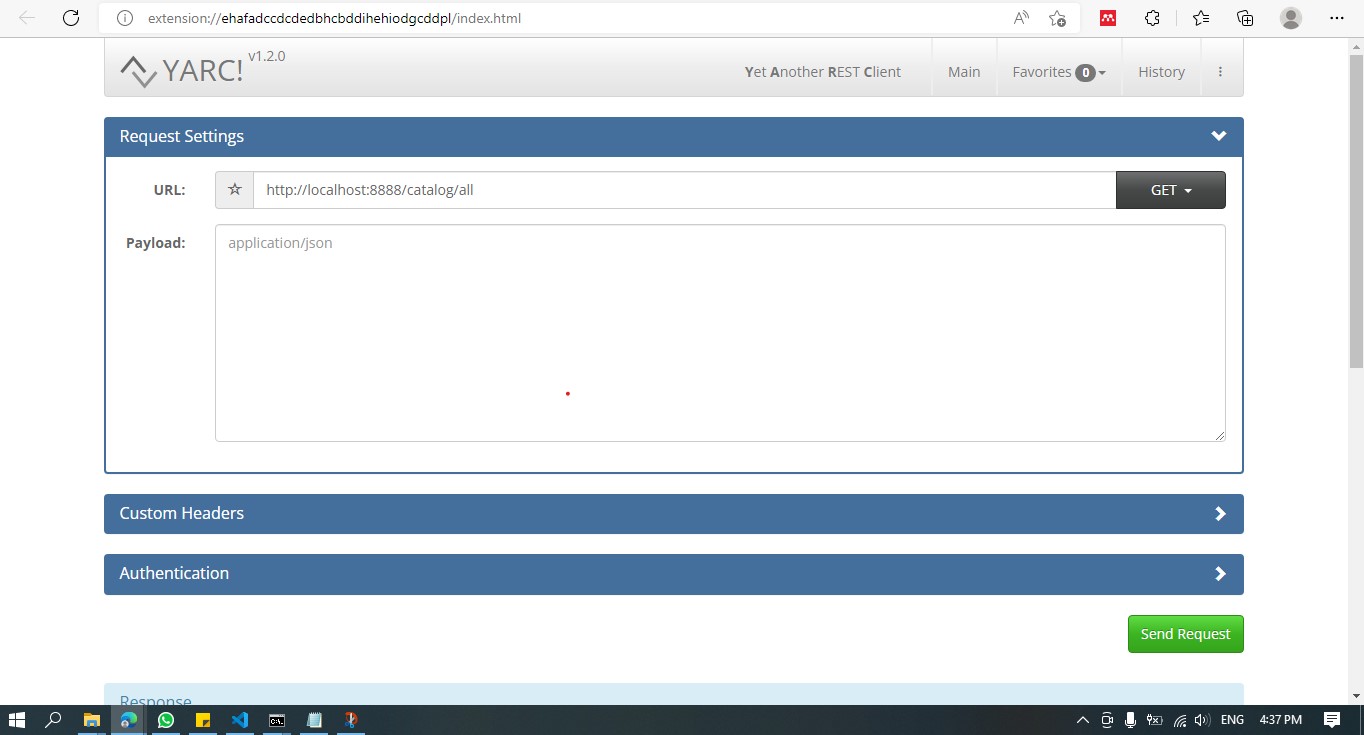 extension://ehafadccdcdedbhcbddihehiodgcddpl/index.html
YARC! v1.2.0
Yet Another REST Client Main Favorites 0 History
Request Settings
URL: http://localhost:8888/catalog/all GET
Payload: application/json
Custom Headers
Authentication
Send Request
Response
ENG 4:37 PM